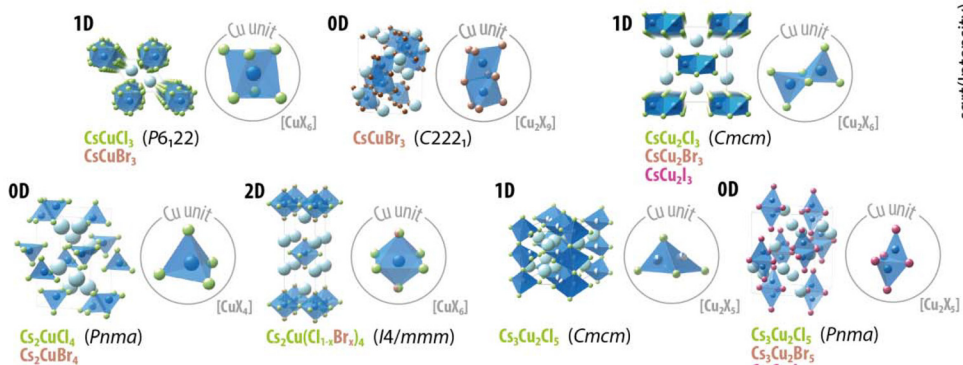 1D
Cu unit
[CuX₆]
CsCuCl₃ (P6₁22)
CsCuBr₃
0D
Cu unit
[Cu₂X₉]
CsCuBr₃ (C222₁)
1D
Cu unit
[Cu₂X₆]
CsCu₂Cl₃ (Cmcm)
CsCu₂Br₃
CsCu₂I₃
sqrt(Intensity)
0D
Cu unit
[CuX₄]
Cs₂CuCl₄ (Pnma)
Cs₂CuBr₄
2D
Cu unit
[CuX₆]
Cs₂Cu(Cl₁₋ₓBrₓ)₄ (I4/mmm)
1D
Cu unit
[Cu₂X₅]
Cs₃Cu₂Cl₅ (Cmcm)
0D
Cu unit
[Cu₂X₅]
Cs₃Cu₂Cl₅ (Pnma)
Cs₃Cu₂Br₅